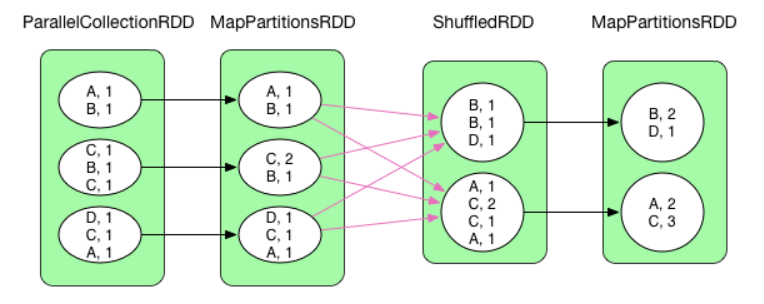 ParallelCollectionRDD
MapPartitionsRDD
ShuffledRDD
MapPartitionsRDD
A, 1
B, 1
C, 1
B, 1
C, 1
D, 1
C, 1
A, 1
A, 1
B, 1
C, 2
B, 1
D, 1
C, 1
A, 1
B, 1
B, 1
D, 1
A, 1
C, 2
C, 1
A, 1
B, 2
D, 1
A, 2
C, 3